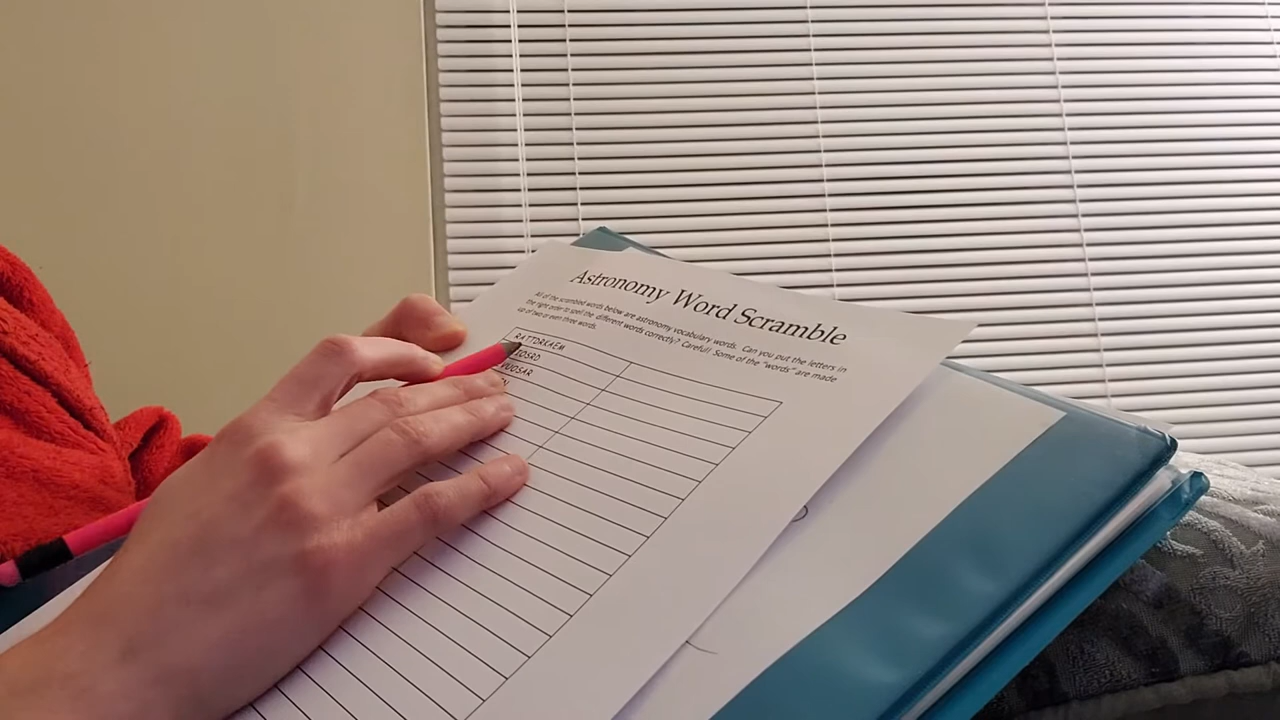 Astronomy Word Scramble
All of the scrambled words below are astronomy vocabulary words. Can you put the letters in
the right order to spell the different words correctly? Careful! Some of the "words" are made
up of two or even three words.
RATTDRKAEM